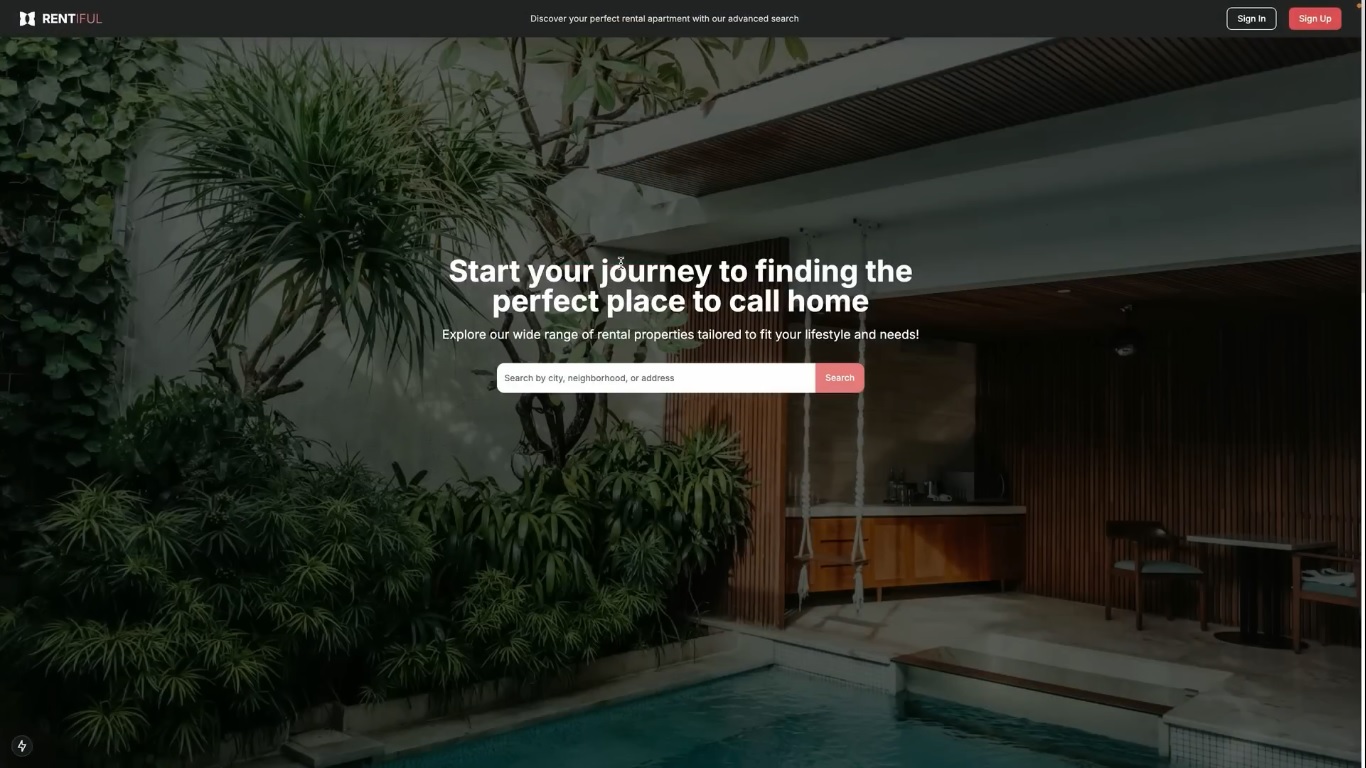 RENTIFUL
Discover your perfect rental apartment with our advanced search
Sign In
Sign Up
Start your journey to finding the
perfect place to call home
Explore our wide range of rental properties tailored to fit your lifestyle and needs!
Search by city, neighborhood, or address
Search